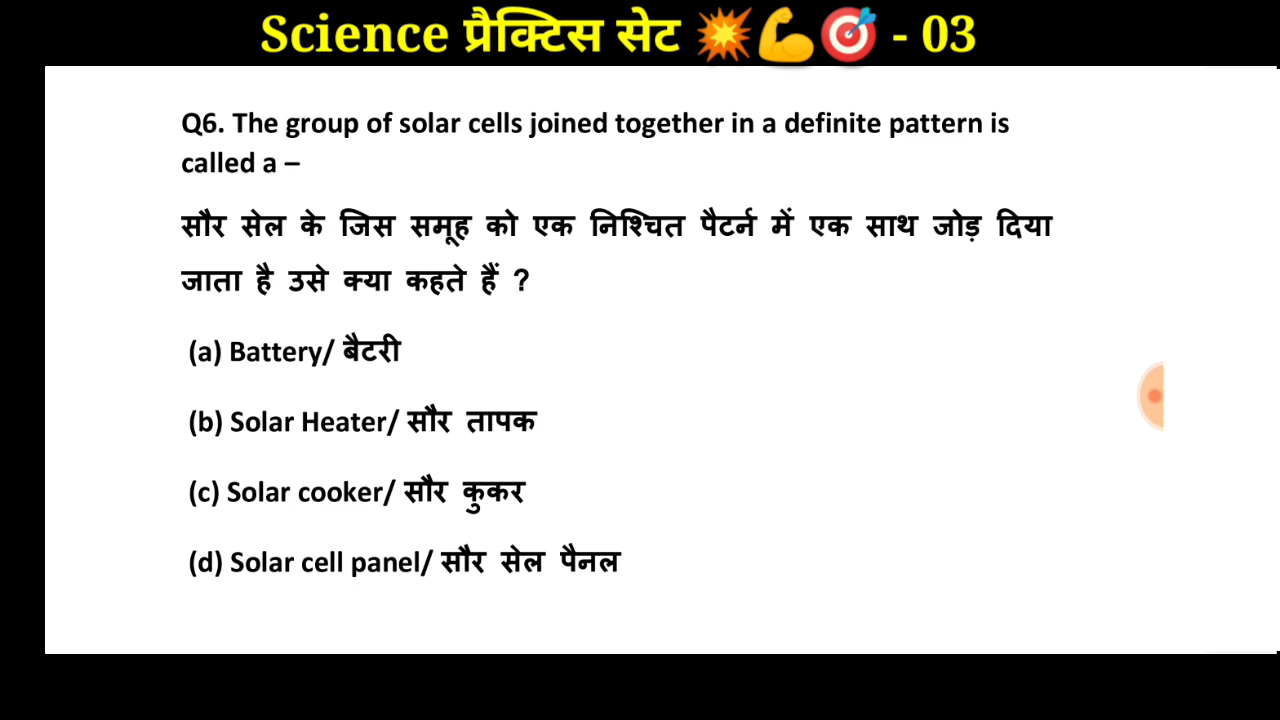 Science प्रैक्टिस सेट 💥💪🎯 - 03
Q6. The group of solar cells joined together in a definite pattern is
called a –
सौर सेल के जिस समूह को एक निश्चित पैटर्न में एक साथ जोड़ दिया
जाता है उसे क्या कहते हैं ?
(a) Battery/ बैटरी
(b) Solar Heater/ सौर तापक
(c) Solar cooker/ सौर कुकर
(d) Solar cell panel/ सौर सेल पैनल